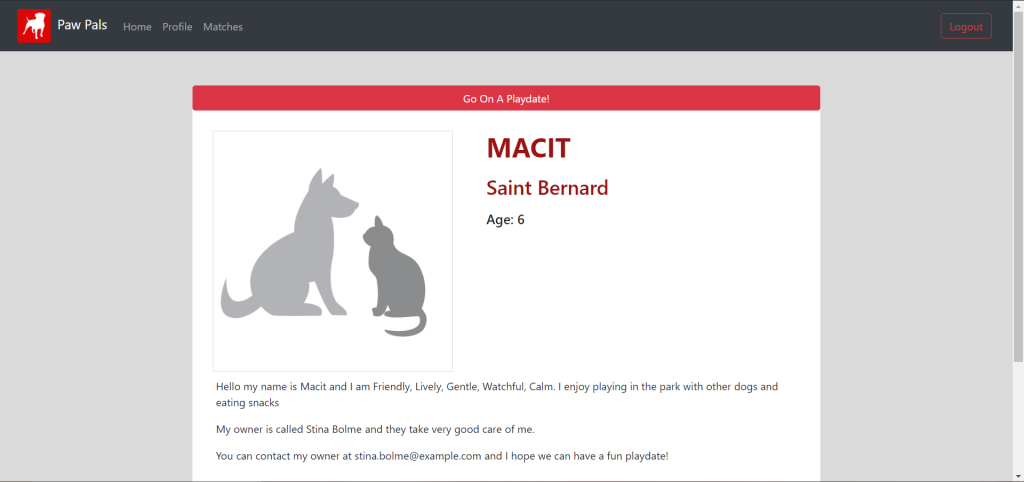 Paw Pals Home Profile Matches Logout
Go On A Playdate!
MACIT
Saint Bernard
Age: 6
Hello my name is Macit and I am Friendly, Lively, Gentle, Watchful, Calm. I enjoy playing in the park with other dogs and
eating snacks
My owner is called Stina Bolme and they take very good care of me.
You can contact my owner at stina.bolme@example.com and I hope we can have a fun playdate!